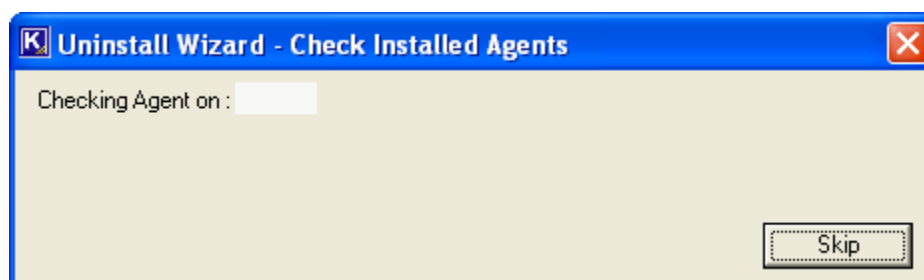 K Uninstall Wizard - Check Installed Agents
Checking Agent on :
Skip